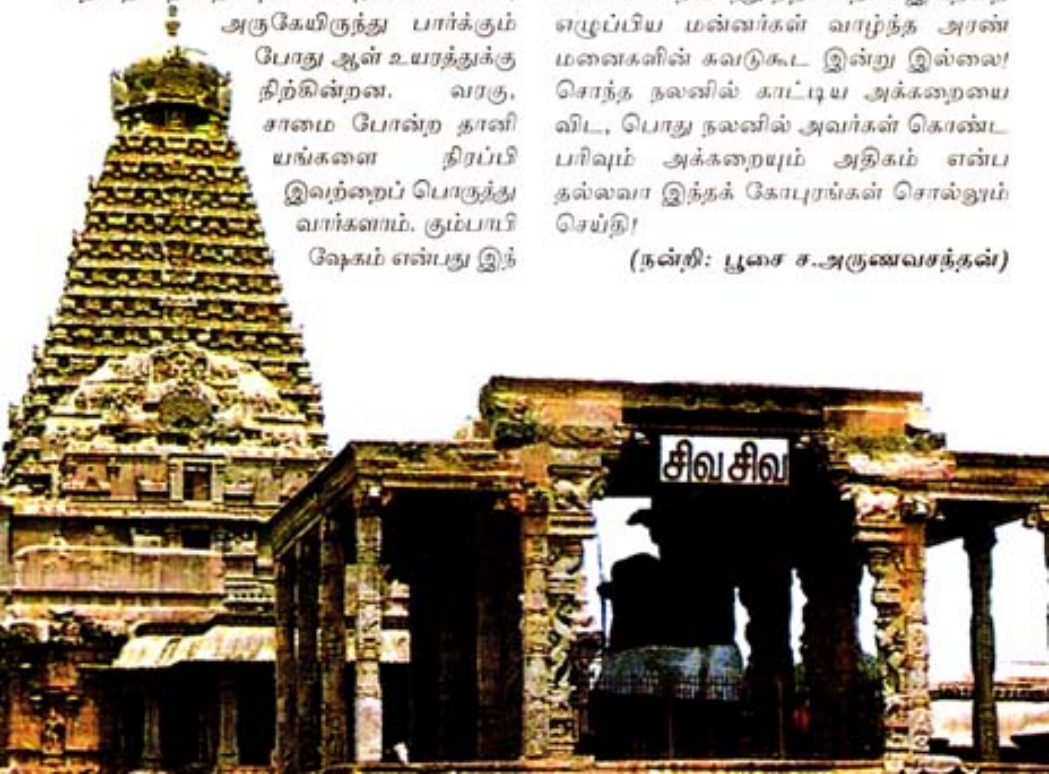 அருகேயிருந்து பார்க்கும்
போது ஆள் உயரத்துக்கு
நிற்கின்றன. வரகு,
சாமை போன்ற தானி
யங்களை நிரப்பி
இவற்றைப் பொருத்து
வார்களாம். கும்பாபி
ஷேகம் என்பது இந்
எழுப்பிய மன்னர்கள் வாழ்ந்த அரண்
மனைகளின் சுவடுகூட இன்று இல்லை!
சொந்த நலனில் காட்டிய அக்கறையை
விட, பொது நலனில் அவர்கள் கொண்ட
பரிவும் அக்கறையும் அதிகம் என்ப
தல்லவா இந்தக் கோபுரங்கள் சொல்லும்
செய்தி!
(நன்றி: பூசை ச.அருணவசந்தன்)
சிவசிவ